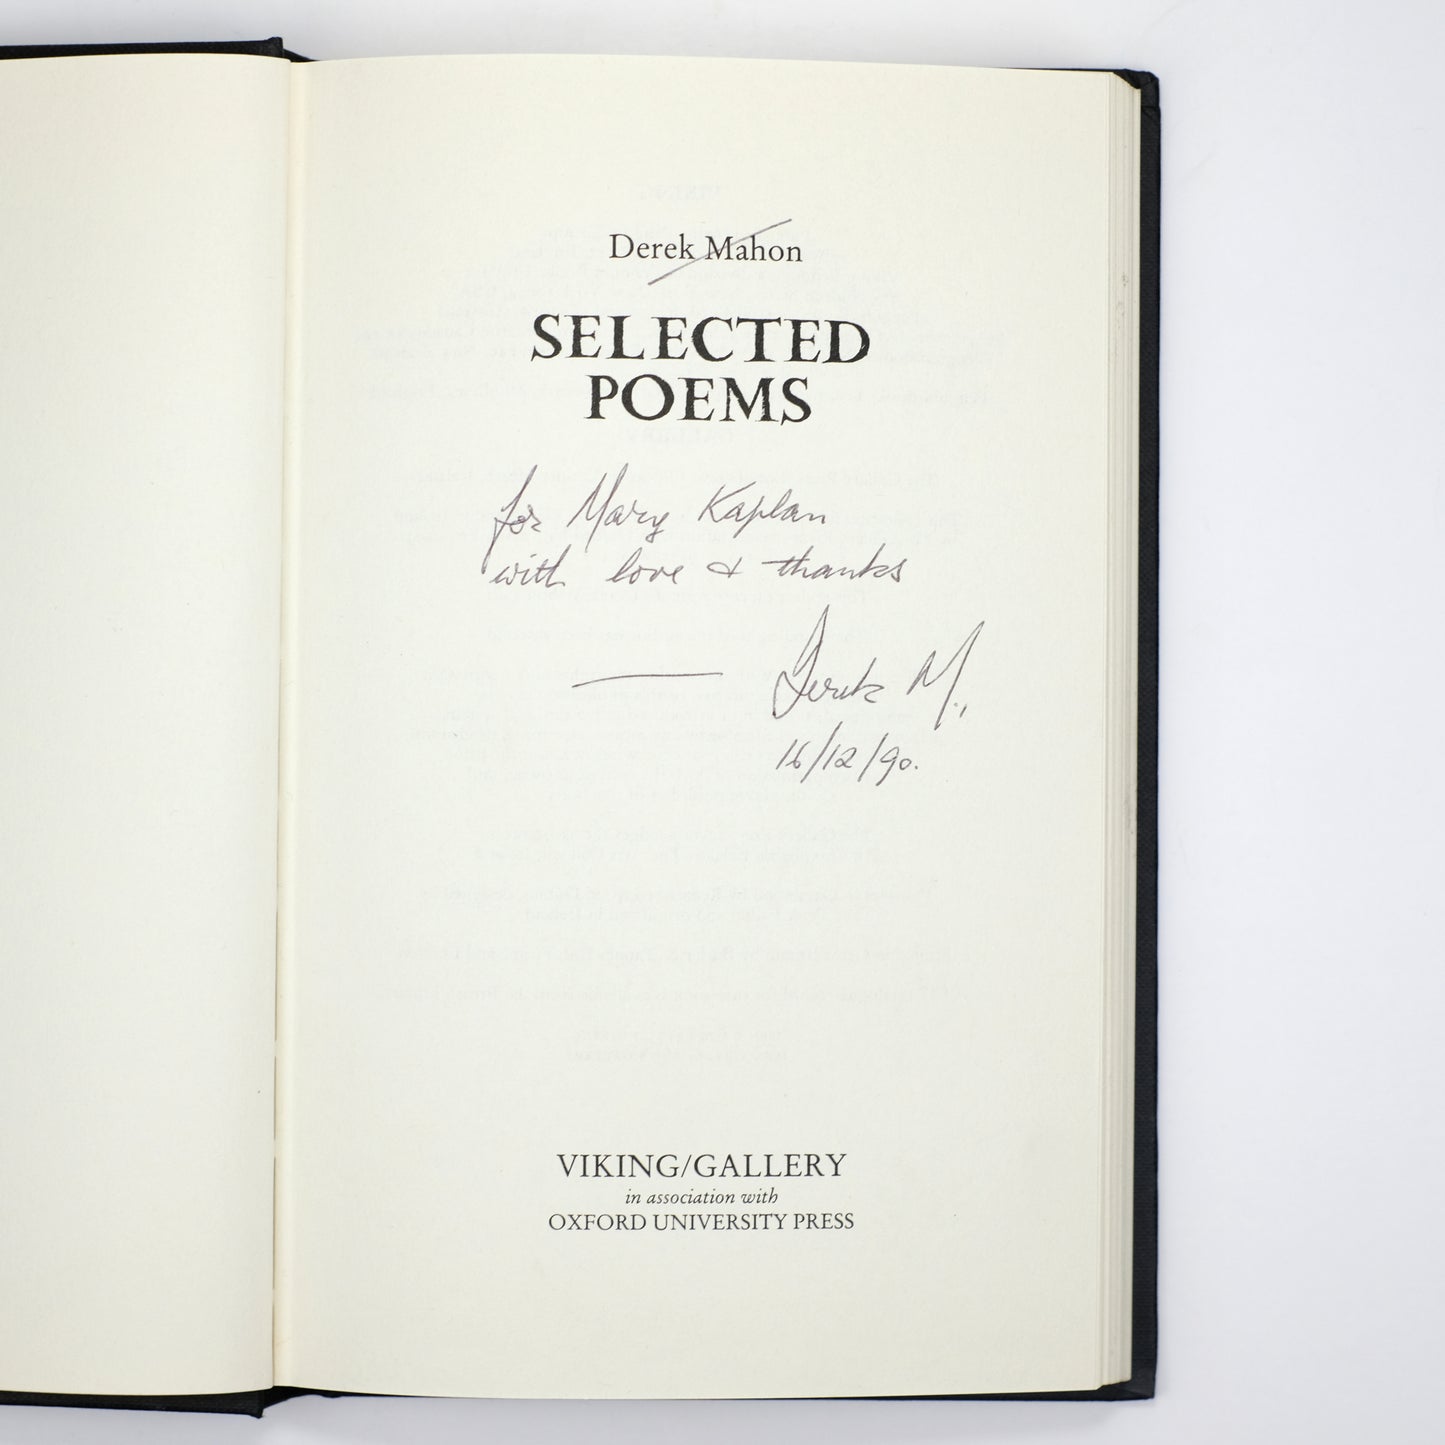 Derek Mahon
SELECTED
POEMS
for Mary Kaplan
with love & thanks
Derek M.,
16/12/90.
VIKING/GALLERY
in association with
OXFORD UNIVERSITY PRESS